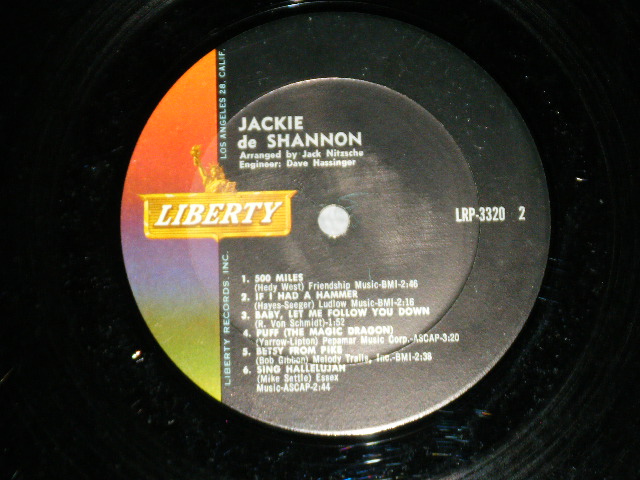 JACKIE
de SHANNON
Arranged by Jack Nitzsche
Engineer: Dave Hassinger
LIBERTY
LRP-3320 2
1. 500 MILES
(Hedy West) Friendship Music-BMI-2:46
2. IF I HAD A HAMMER
(Hayes-Seeger) Ludlow Music-BMI-2:16
3. BABY, LET ME FOLLOW YOU DOWN
(R. Von Schmidt)-1:52
4. PUFF (THE MAGIC DRAGON)
(Yarrow-Lipton) Pepamar Music Corp.-ASCAP-3:20
5. BETSY FROM PIKE
(Bob Gibson) Melody Trails, Inc.-BMI-2:38
6. SING HALLELUJAH
(Mike Settle) Essex
Music-ASCAP-2:44
LIBERTY RECORDS, INC.
LOS ANGELES 28, CALIF.